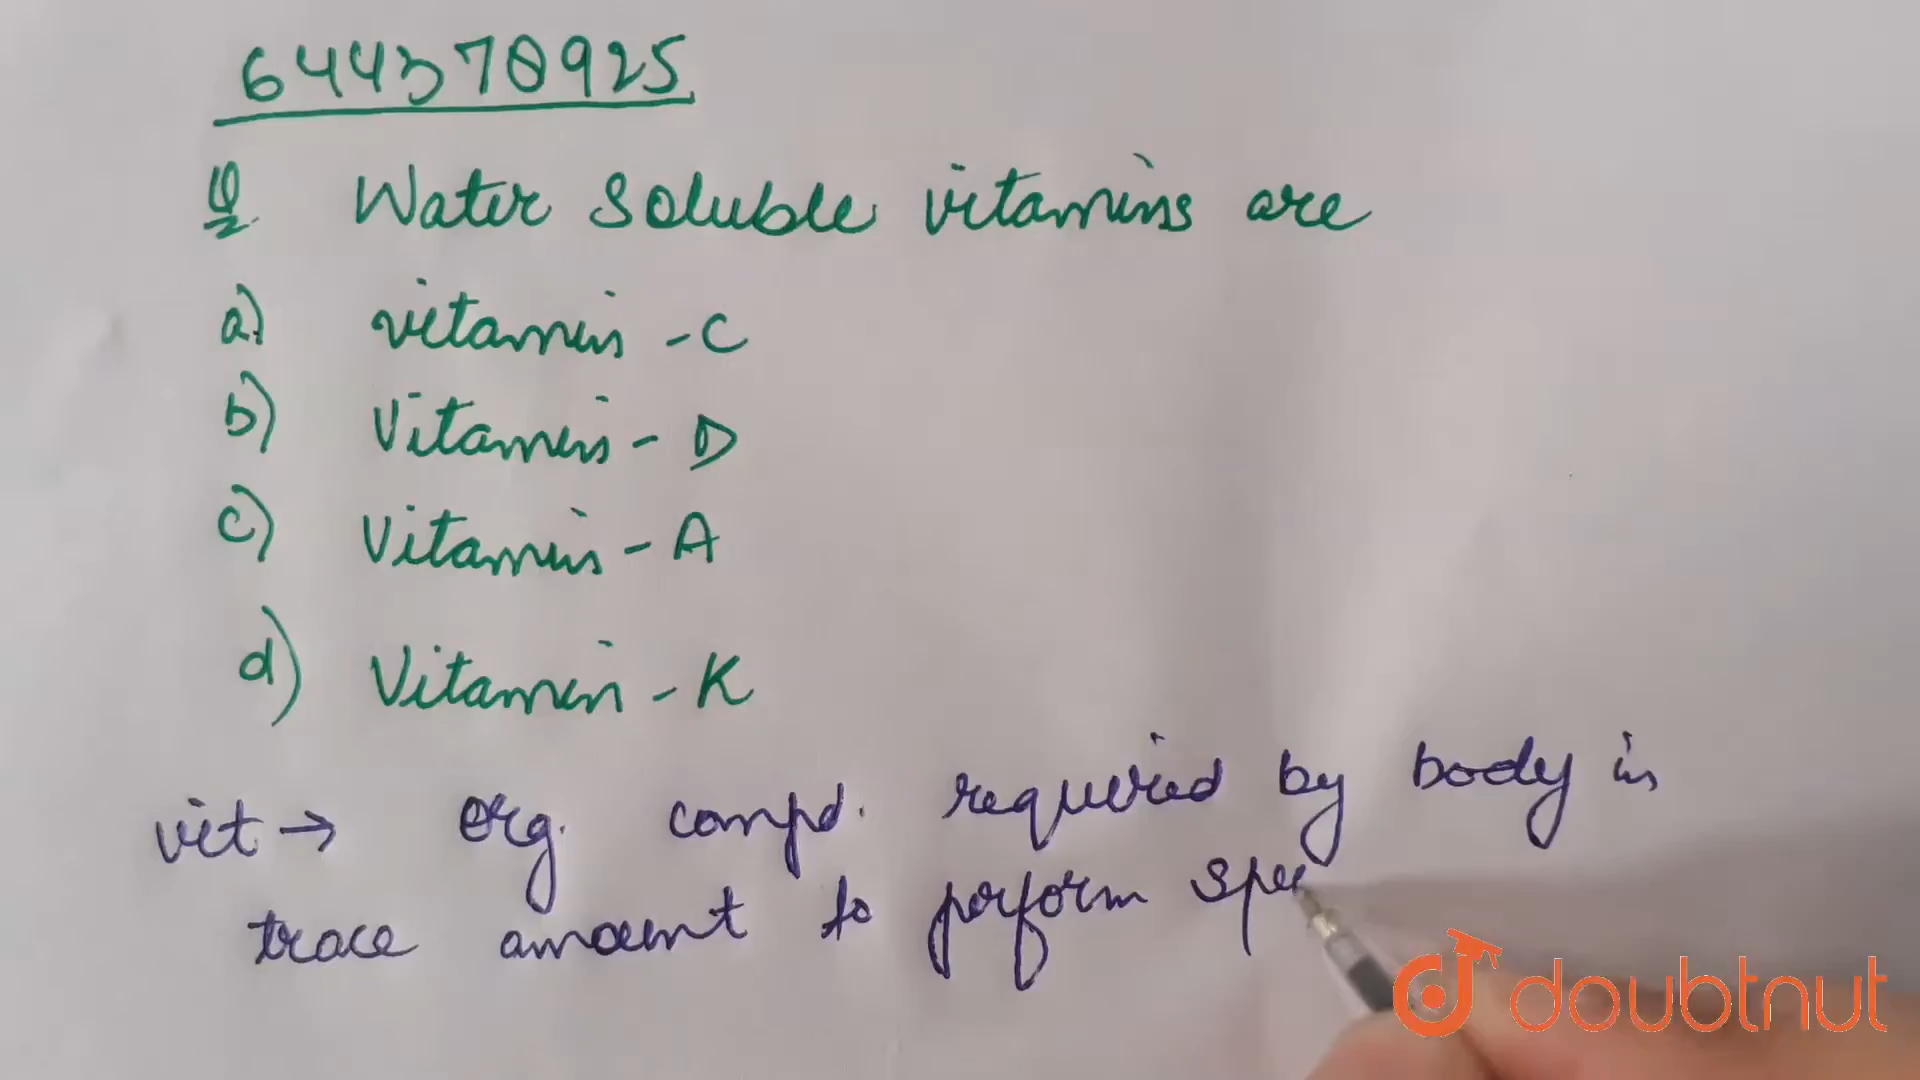 644378925
Q Water soluble vitamins are
a) vitamin - C
b) Vitamin - D
c) Vitamin - A
d) Vitamin - K
vit → org. compd. required by body in
trace amount to perform spe
doubtnut